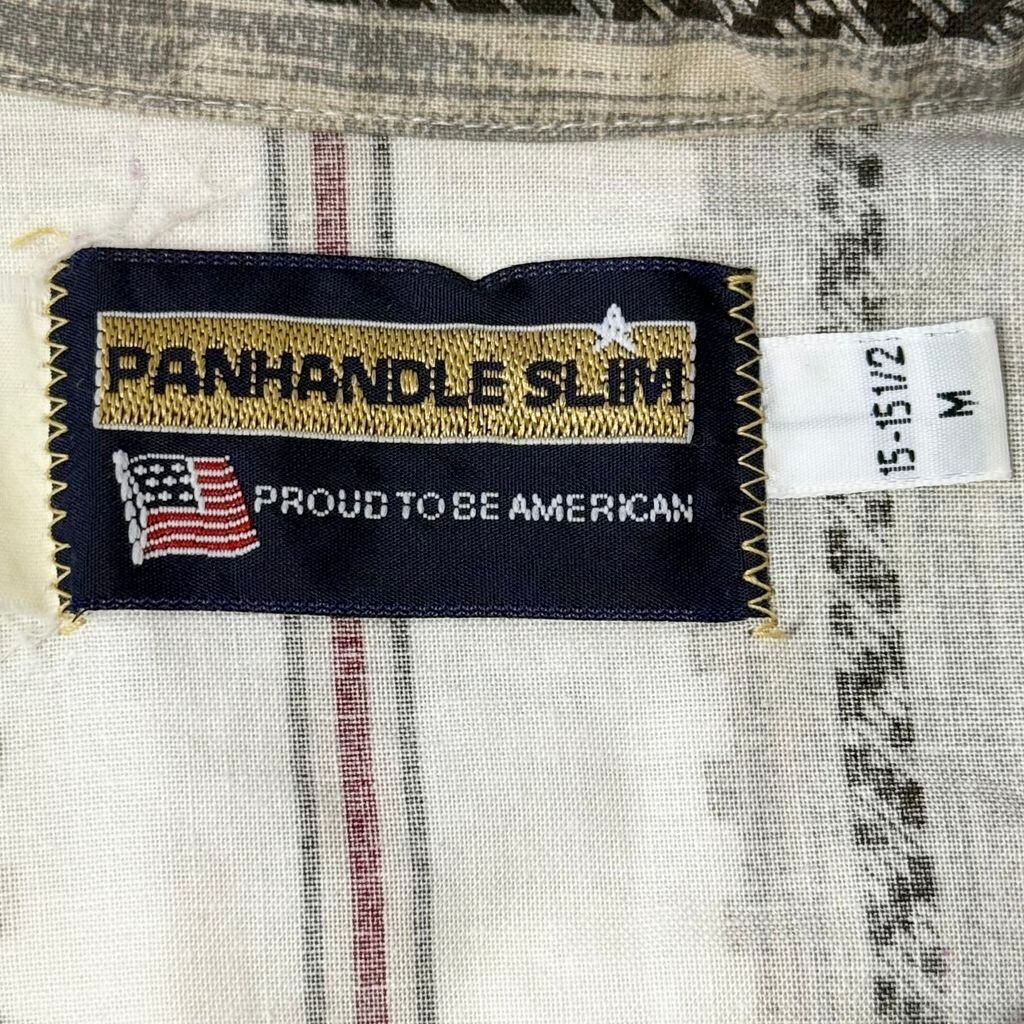 PANHANDLE SLIM
PROUD TO BE AMERICAN
15-15 1/2
M